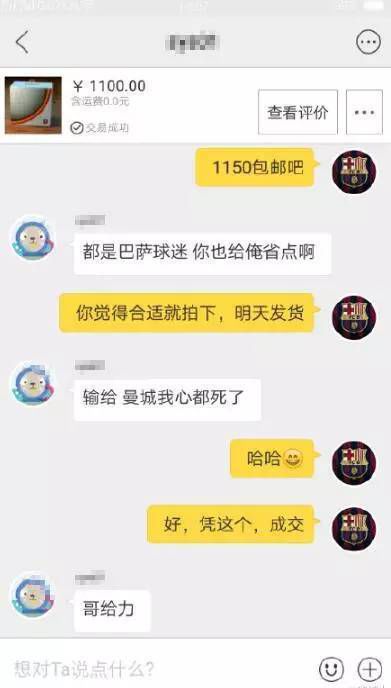 ¥ 1100.00
含运费0.0元
交易成功
查看评价
1150包邮吧
都是巴萨球迷 你也给俺省点啊
你觉得合适就拍下，明天发货
输给 曼城我心都死了
哈哈
好，凭这个，成交
哥给力
想对Ta说点什么?